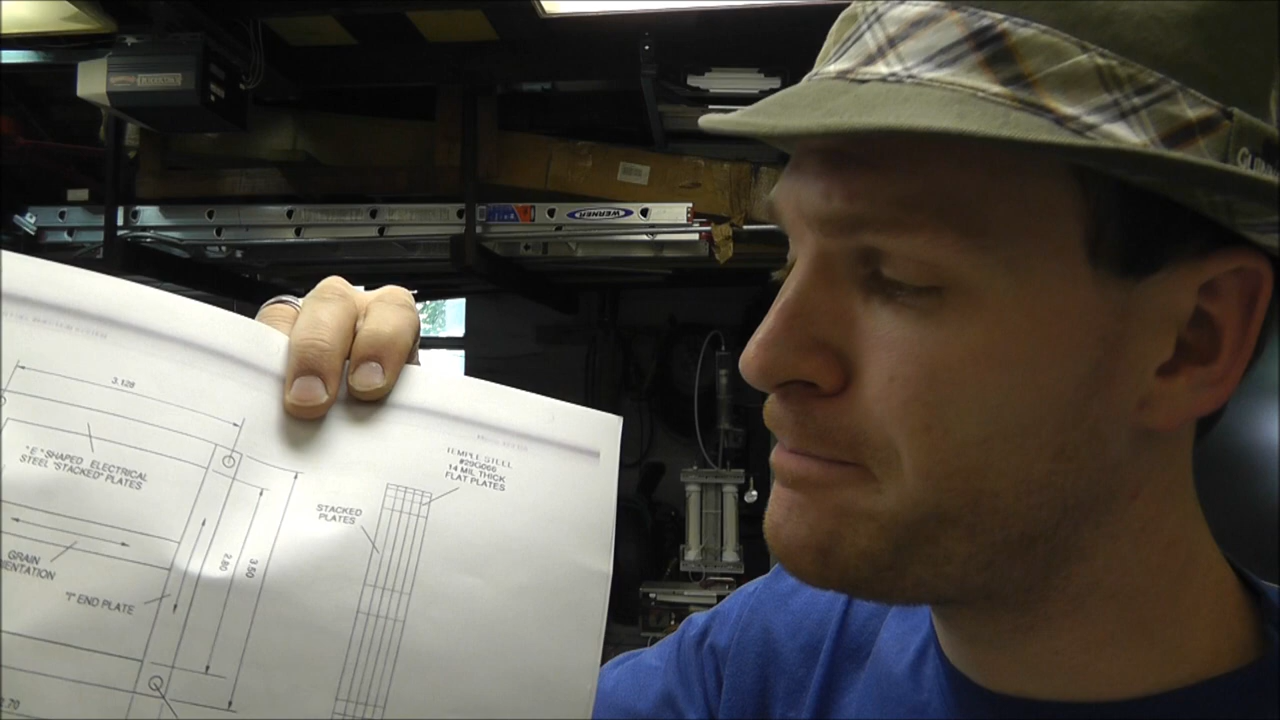 WERNER
3.128
"E" SHAPED ELECTRICAL
STEEL "STACKED" PLATES
GRAIN
"I" END PLATE
2.80
3.50
STACKED
PLATES
TEMPLE STEEL
#29G066
14 MIL THICK
FLAT PLATES